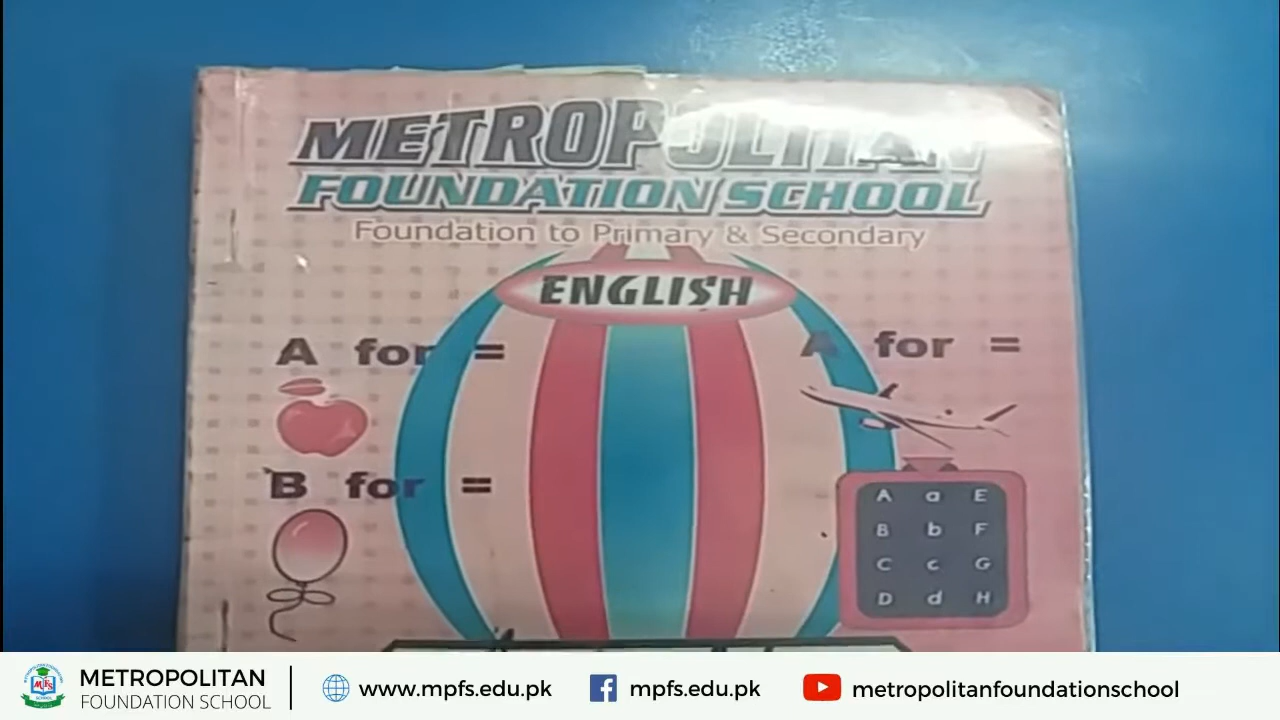 METROPOLITAN
FOUNDATION SCHOOL
Foundation to Primary & Secondary
ENGLISH
A for =
A for =
B for =
A a E
B b F
C c G
D d H
METROPOLITAN
FOUNDATION SCHOOL
www.mpfs.edu.pk
mpfs.edu.pk
metropolitanfoundationschool